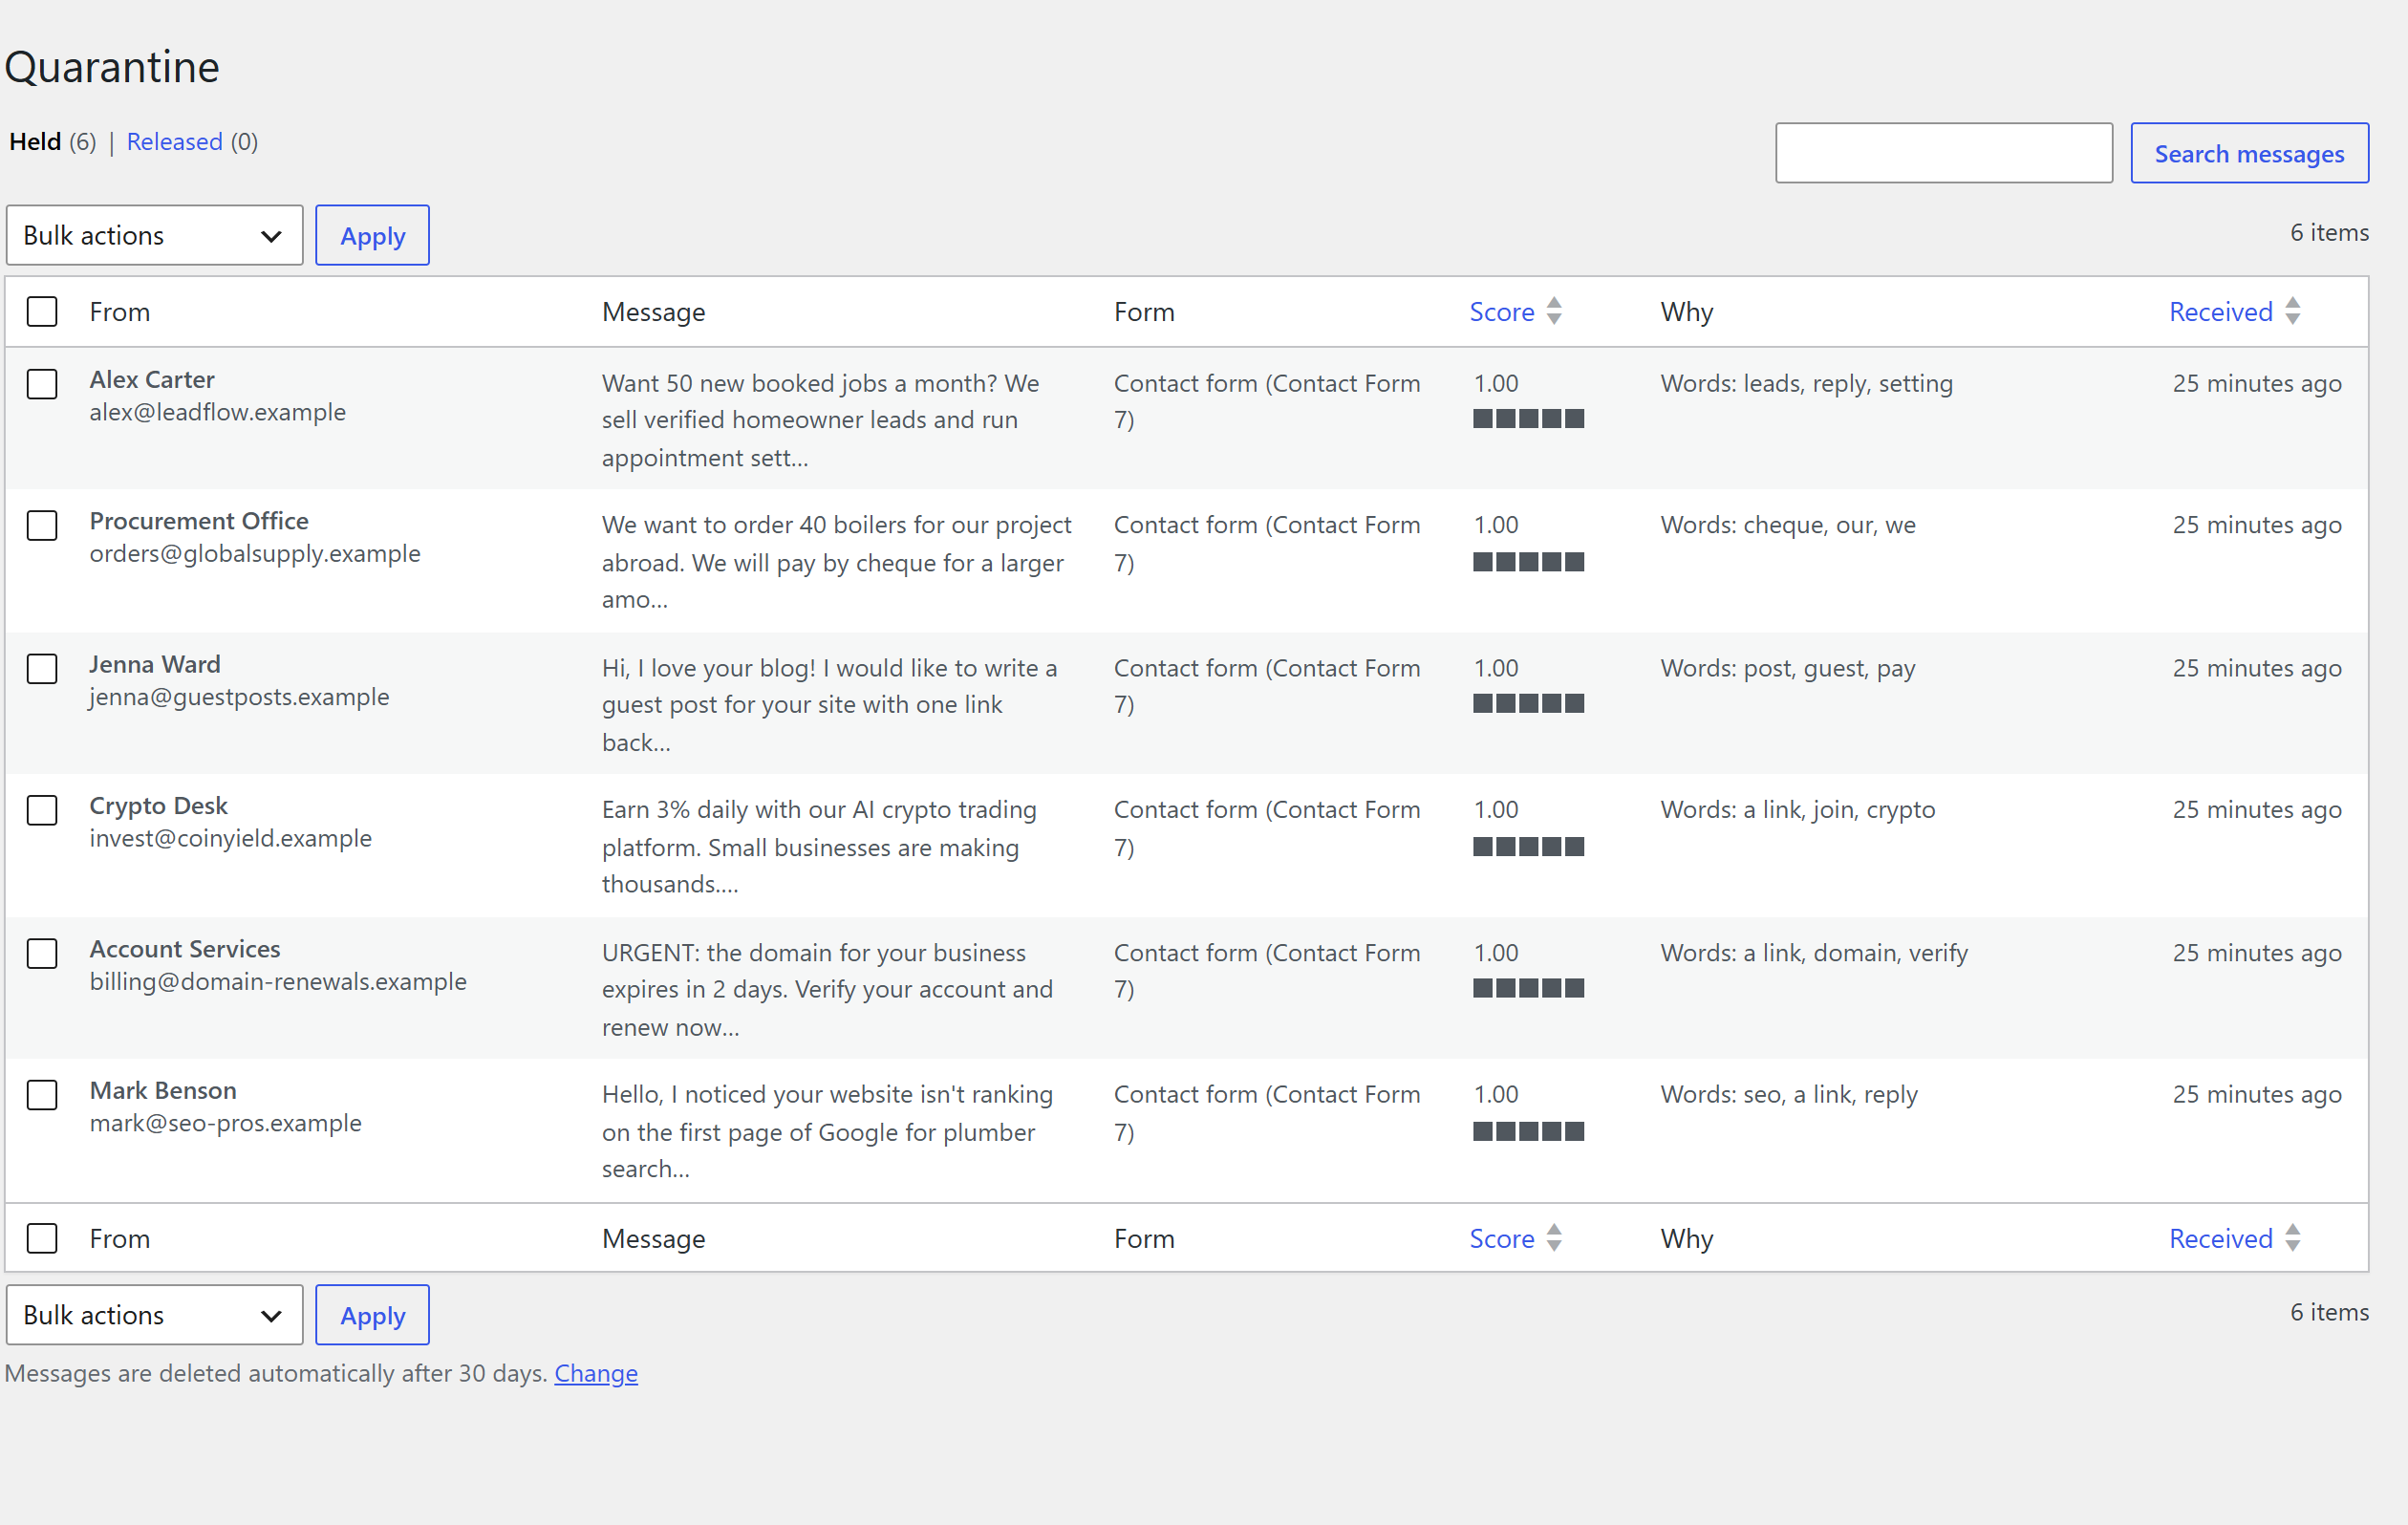 Quarantine
Held (6) | Released (0)
Search messages
Bulk actions
Apply
6 items
From Message Form Score Why Received
Alex Carter
alex@leadflow.example
Want 50 new booked jobs a month? We
sell verified homeowner leads and run
appointment sett...
Contact form (Contact Form
7)
1.00
Words: leads, reply, setting
25 minutes ago
Procurement Office
orders@globalsupply.example
We want to order 40 boilers for our project
abroad. We will pay by cheque for a larger
amo...
Contact form (Contact Form
7)
1.00
Words: cheque, our, we
25 minutes ago
Jenna Ward
jenna@guestposts.example
Hi, I love your blog! I would like to write a
guest post for your site with one link
back...
Contact form (Contact Form
7)
1.00
Words: post, guest, pay
25 minutes ago
Crypto Desk
invest@coinyield.example
Earn 3% daily with our AI crypto trading
platform. Small businesses are making
thousands....
Contact form (Contact Form
7)
1.00
Words: a link, join, crypto
25 minutes ago
Account Services
billing@domain-renewals.example
URGENT: the domain for your business
expires in 2 days. Verify your account and
renew now...
Contact form (Contact Form
7)
1.00
Words: a link, domain, verify
25 minutes ago
Mark Benson
mark@seo-pros.example
Hello, I noticed your website isn't ranking
on the first page of Google for plumber
search...
Contact form (Contact Form
7)
1.00
Words: seo, a link, reply
25 minutes ago
From Message Form Score Why Received
Bulk actions
Apply
6 items
Messages are deleted automatically after 30 days. Change